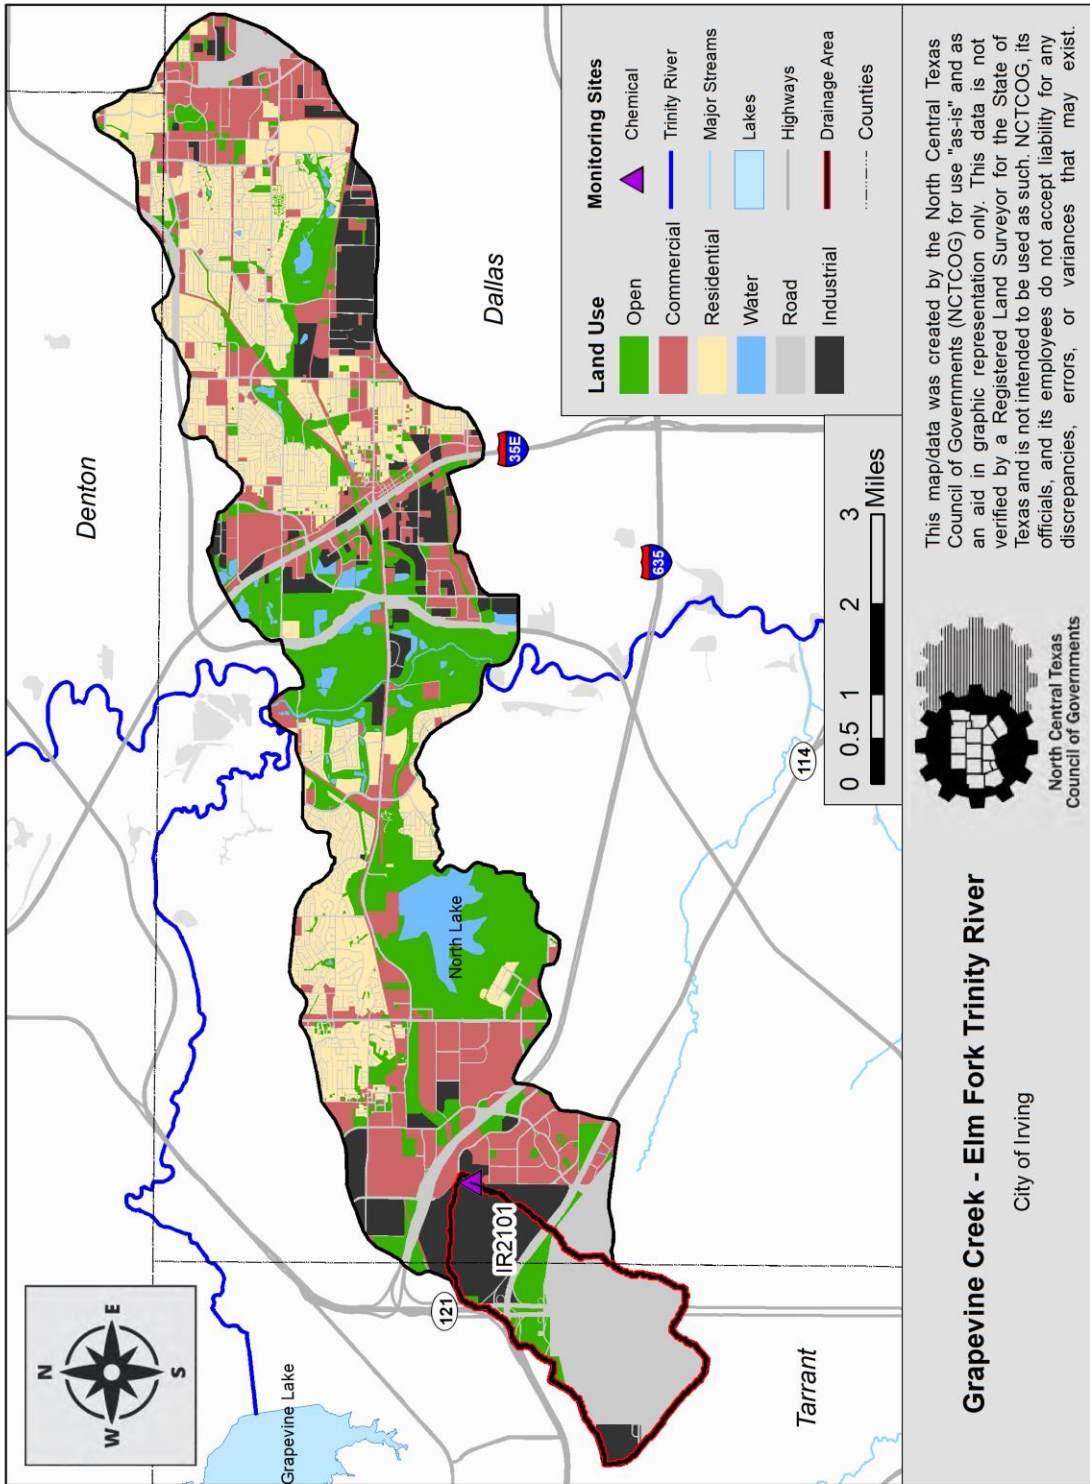 N
W
E
S
Grapevine Lake
Denton
Dallas
Tarrant
North Lake
IR2101
121
35E
635
114
0 0.5 1 2 3
Miles
Land Use
Open
Commercial
Residential
Water
Road
Industrial
Monitoring Sites
Chemical
Trinity River
Major Streams
Lakes
Highways
Drainage Area
Counties
Grapevine Creek - Elm Fork Trinity River
City of Irving
North Central Texas
Council of Governments
This map/data was created by the North Central Texas
Council of Governments (NCTCOG) for use "as-is" and as
an aid in graphic representation only. This data is not
verified by a Registered Land Surveyor for the State of
Texas and is not intended to be used as such. NCTCOG, its
officials, and its employees do not accept liability for any
discrepancies, errors, or variances that may exist.